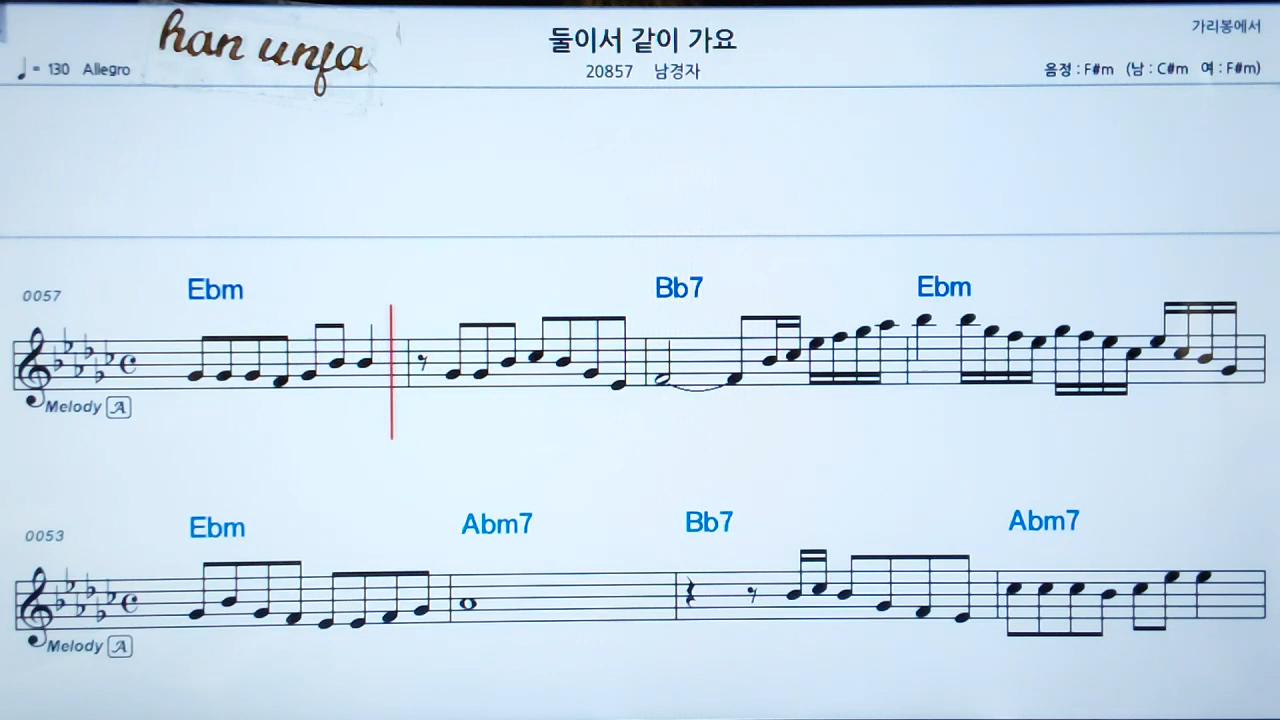 han unja
둘이서 같이 가요
가리봉에서
♩= 130 Allegro
20857 남경자
음정 : F#m (남 : C#m 여 : F#m)
Ebm Bb7 Ebm
0057
Melody A
Ebm Abm7 Bb7 Abm7
0053
Melody A